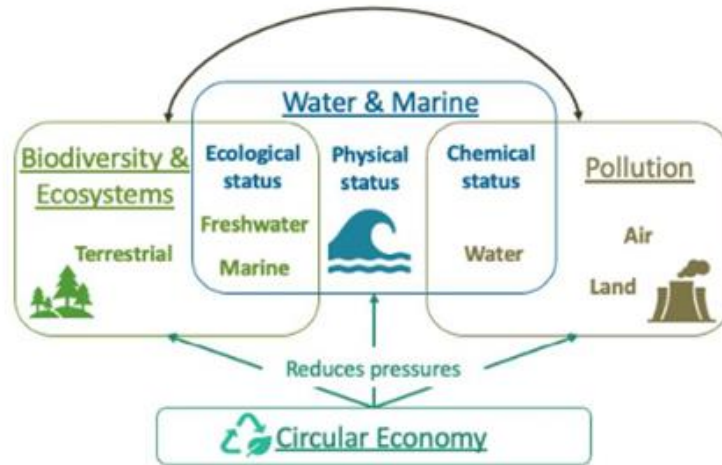 Water & Marine
Biodiversity &
Ecosystems
Terrestrial
Ecological
status
Freshwater
Marine
Physical
status
Chemical
status
Water
Pollution
Air
Land
Reduces pressures
Circular Economy